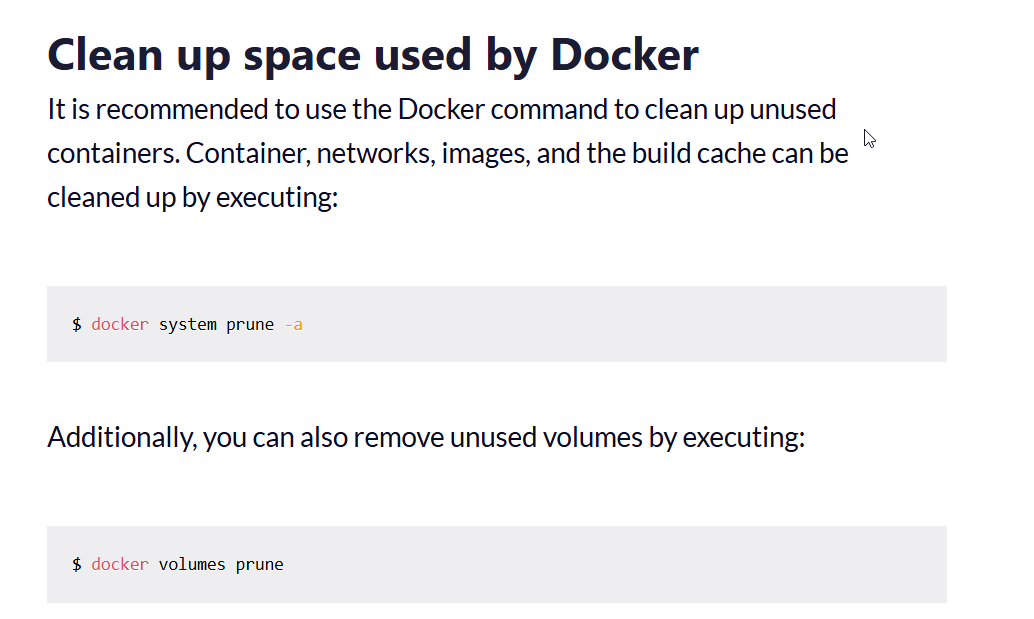 Clean up space used by Docker
It is recommended to use the Docker command to clean up unused
containers. Container, networks, images, and the build cache can be
cleaned up by executing:
$ docker system prune -a
Additionally, you can also remove unused volumes by executing:
$ docker volumes prune